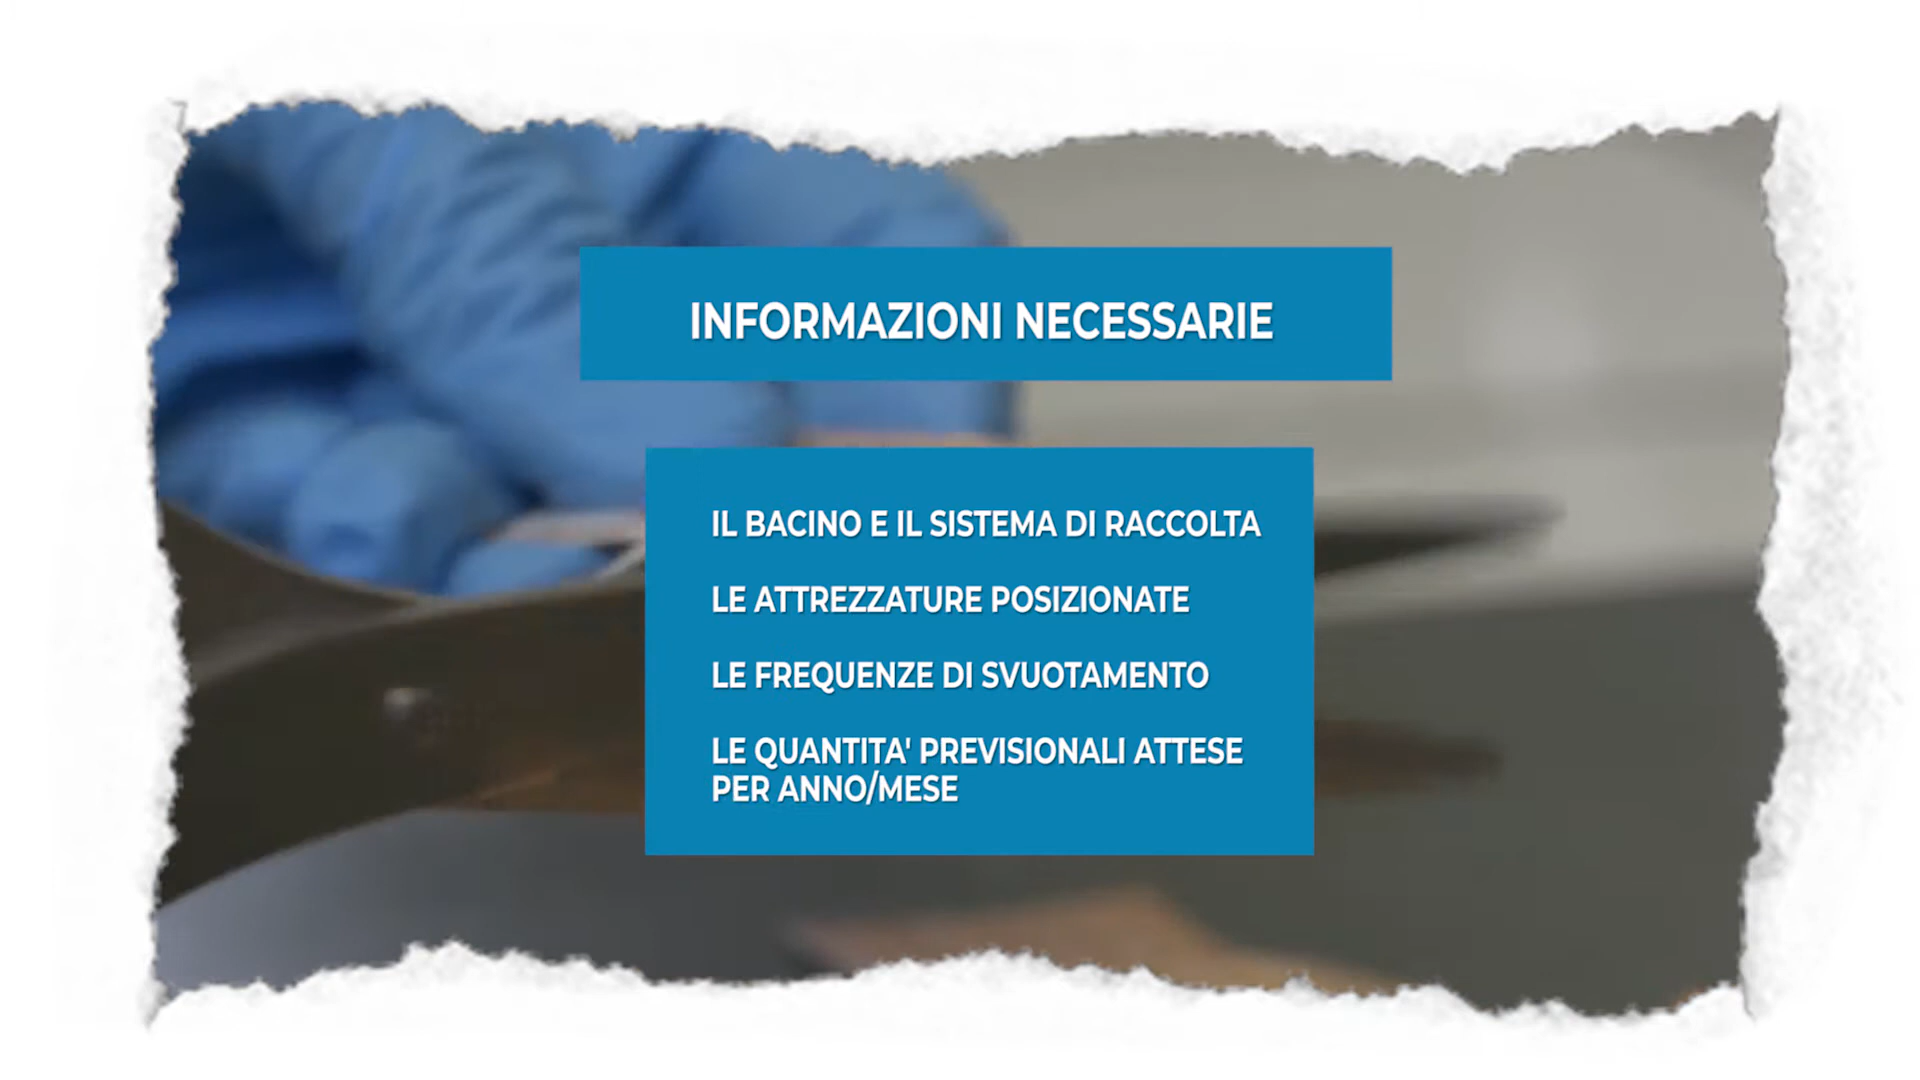 INFORMAZIONI NECESSARIE
IL BACINO E IL SISTEMA DI RACCOLTA
LE ATTREZZATURE POSIZIONATE
LE FREQUENZE DI SVUOTAMENTO
LE QUANTITA' PREVISIONALI ATTESE
PER ANNO/MESE